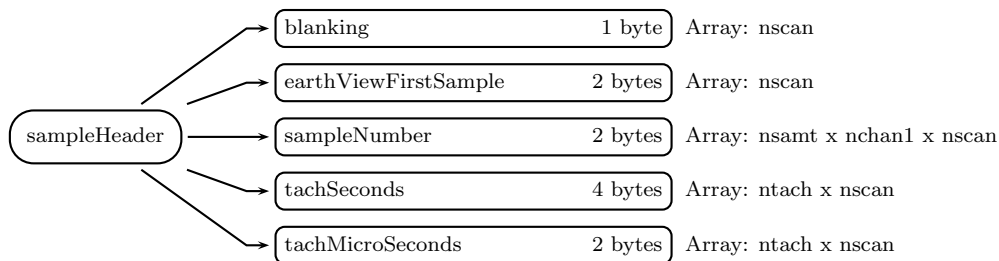 blanking 1 byte Array: nscan
earthViewFirstSample 2 bytes Array: nscan
sampleHeader sampleNumber 2 bytes Array: nsamt x nchan1 x nscan
tachSeconds 4 bytes Array: ntach x nscan
tachMicroSeconds 2 bytes Array: ntach x nscan